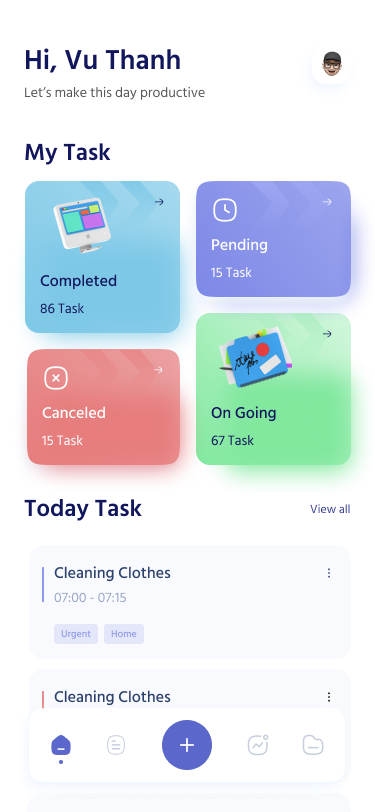 Hi, Vu Thanh
Let's make this day productive
My Task
Completed
86 Task
Pending
15 Task
Canceled
15 Task
On Going
67 Task
Today Task
View all
Cleaning Clothes
07:00 - 07:15
Urgent
Home
Cleaning Clothes